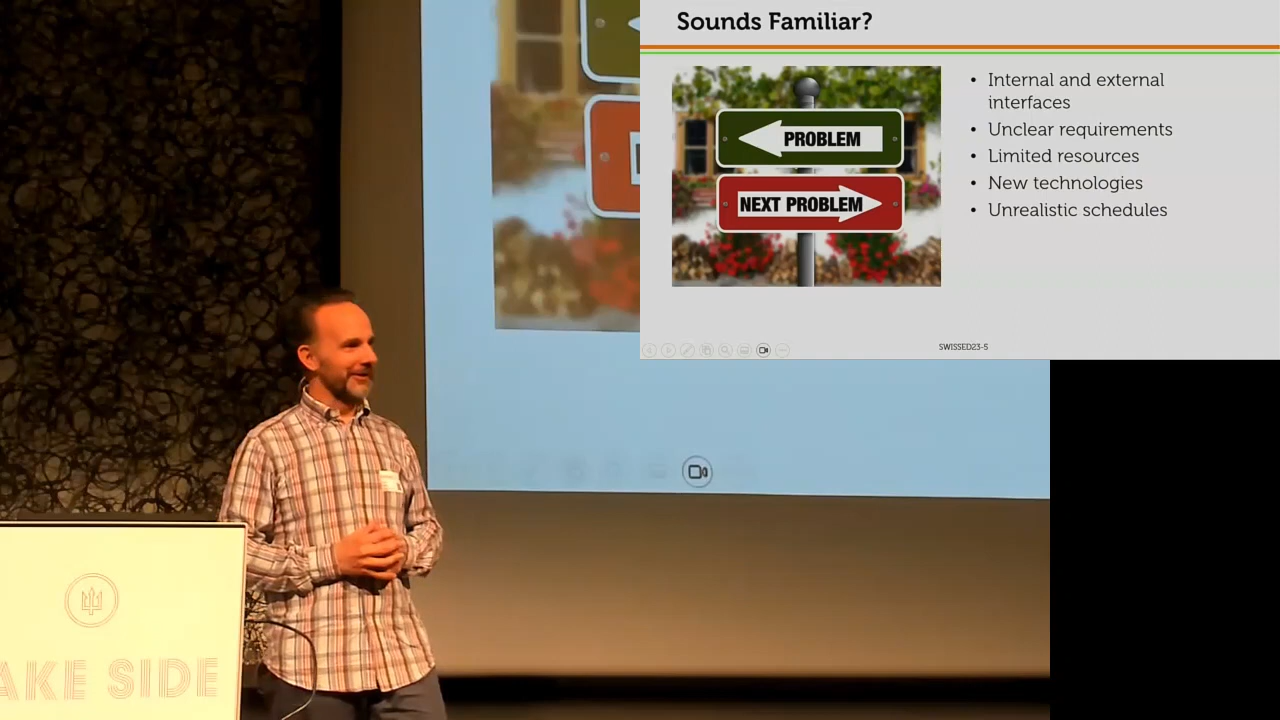 Sounds Familiar?
PROBLEM
NEXT PROBLEM
• Internal and external
interfaces
• Unclear requirements
• Limited resources
• New technologies
• Unrealistic schedules
SWISSED23-5
AKE SIDE